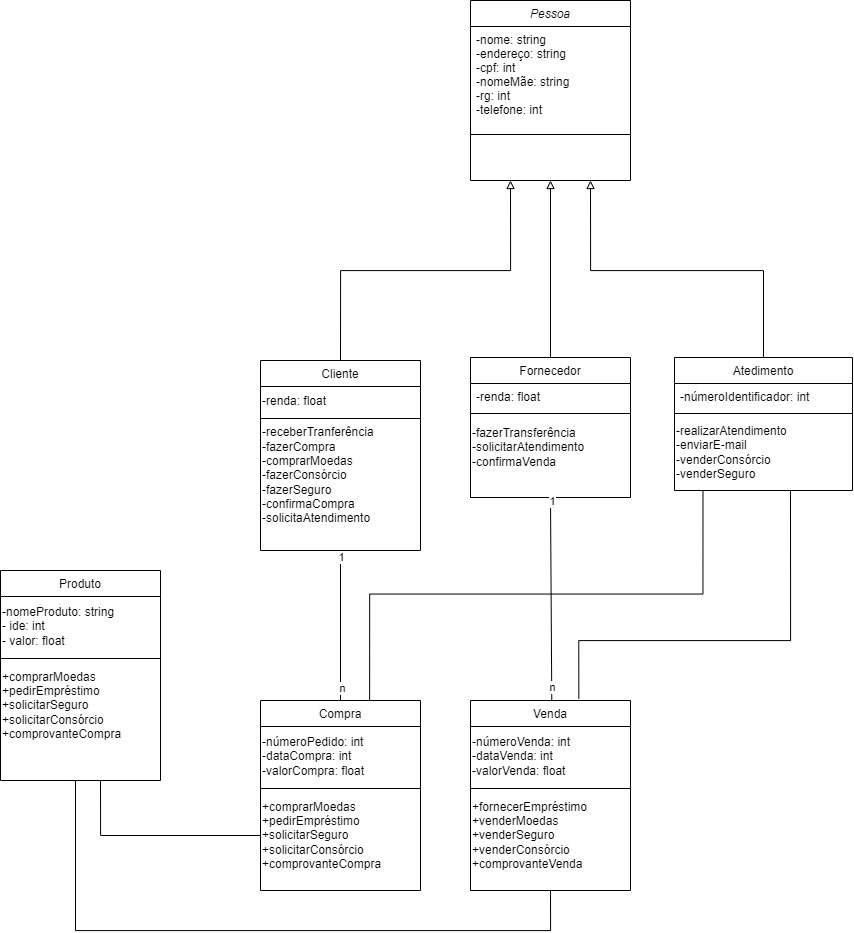 Pessoa
-nome: string
-endereço: string
-cpf: int
-nomeMãe: string
-rg: int
-telefone: int
Cliente
-renda: float
-receberTranferência
-fazerCompra
-comprarMoedas
-fazerConsórcio
-fazerSeguro
-confirmaCompra
-solicitaAtendimento
1
n
Fornecedor
-renda: float
-fazerTransferência
-solicitarAtendimento
-confirmaVenda
1
n
Atedimento
-númeroIdentificador: int
-realizarAtendimento
-enviarE-mail
-venderConsórcio
-venderSeguro
Produto
-nomeProduto: string
- ide: int
- valor: float
+comprarMoedas
+pedirEmpréstimo
+solicitarSeguro
+solicitarConsórcio
+comprovanteCompra
Compra
-númeroPedido: int
-dataCompra: int
-valorCompra: float
+comprarMoedas
+pedirEmpréstimo
+solicitarSeguro
+solicitarConsórcio
+comprovanteCompra
Venda
-númeroVenda: int
-dataVenda: int
-valorVenda: float
+fornecerEmpréstimo
+venderMoedas
+venderSeguro
+venderConsórcio
+comprovanteVenda